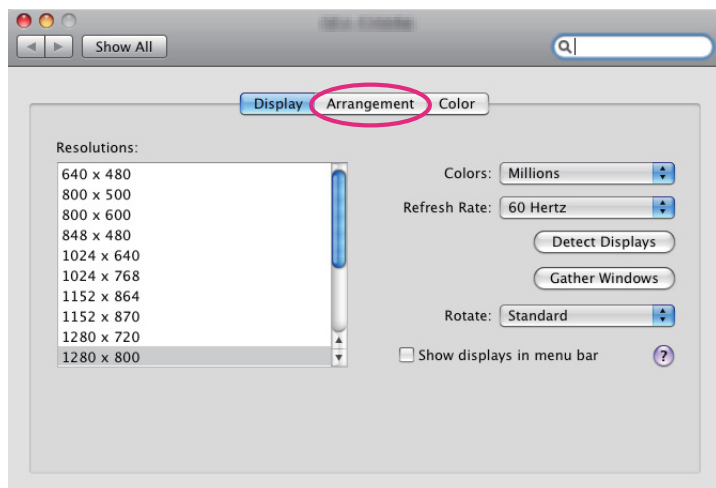 Show All
Display Arrangement Color
Resolutions:
640 x 480
800 x 500
800 x 600
848 x 480
1024 x 640
1024 x 768
1152 x 864
1152 x 870
1280 x 720
1280 x 800
Colors: Millions
Refresh Rate: 60 Hertz
Detect Displays
Gather Windows
Rotate: Standard
Show displays in menu bar ?